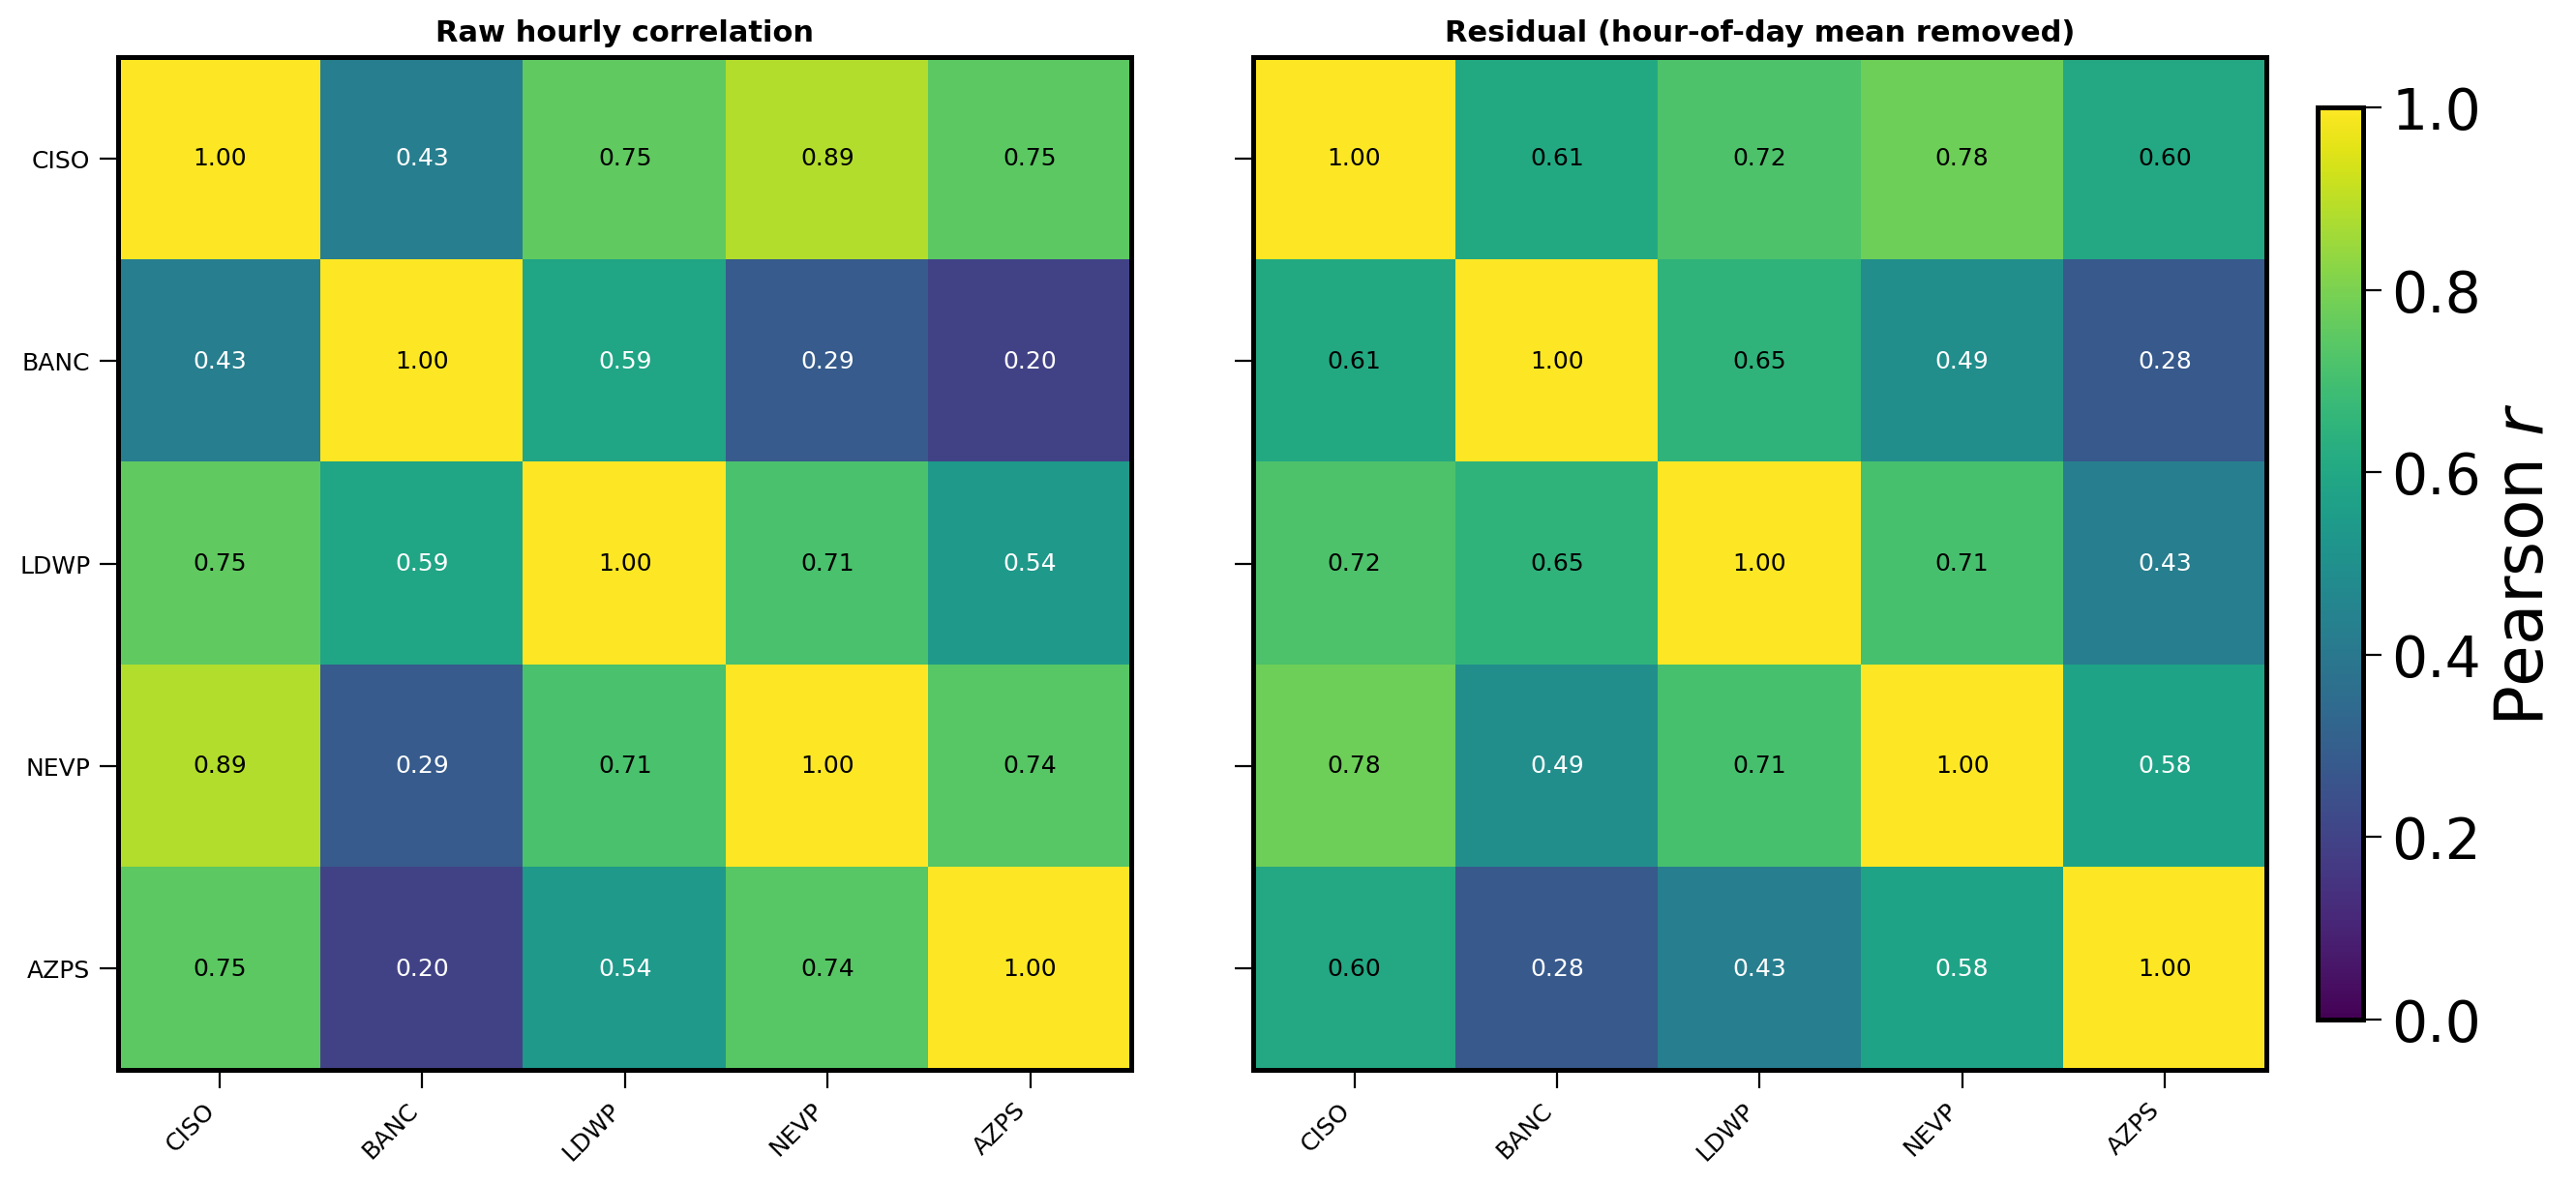 Raw hourly correlation
CISO 1.00 0.43 0.75 0.89 0.75
BANC 0.43 1.00 0.59 0.29 0.20
LDWP 0.75 0.59 1.00 0.71 0.54
NEVP 0.89 0.29 0.71 1.00 0.74
AZPS 0.75 0.20 0.54 0.74 1.00
CISO BANC LDWP NEVP AZPS
Residual (hour-of-day mean removed)
1.00 0.61 0.72 0.78 0.60
0.61 1.00 0.65 0.49 0.28
0.72 0.65 1.00 0.71 0.43
0.78 0.49 0.71 1.00 0.58
0.60 0.28 0.43 0.58 1.00
CISO BANC LDWP NEVP AZPS
1.0
0.8
0.6
0.4
0.2
0.0
Pearson r